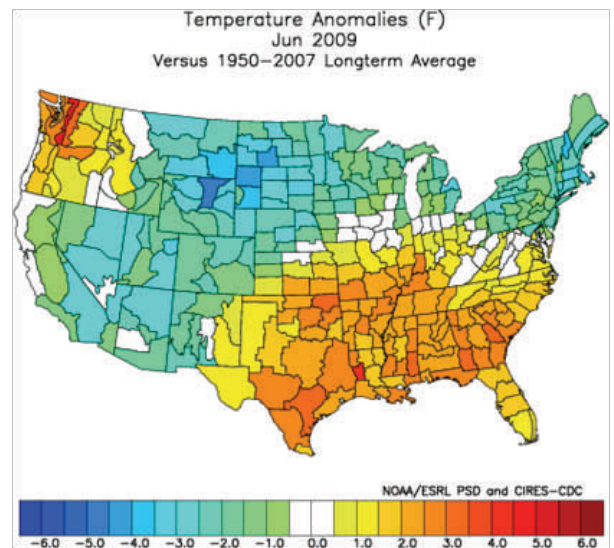 Temperature Anomalies (F)
Jun 2009
Versus 1950-2007 Longterm Average
NOAA/ESRL PSD and CIRES-CDC
-6.0 -5.0 -4.0 -3.0 -2.0 -1.0 0.0 1.0 2.0 3.0 4.0 5.0 6.0